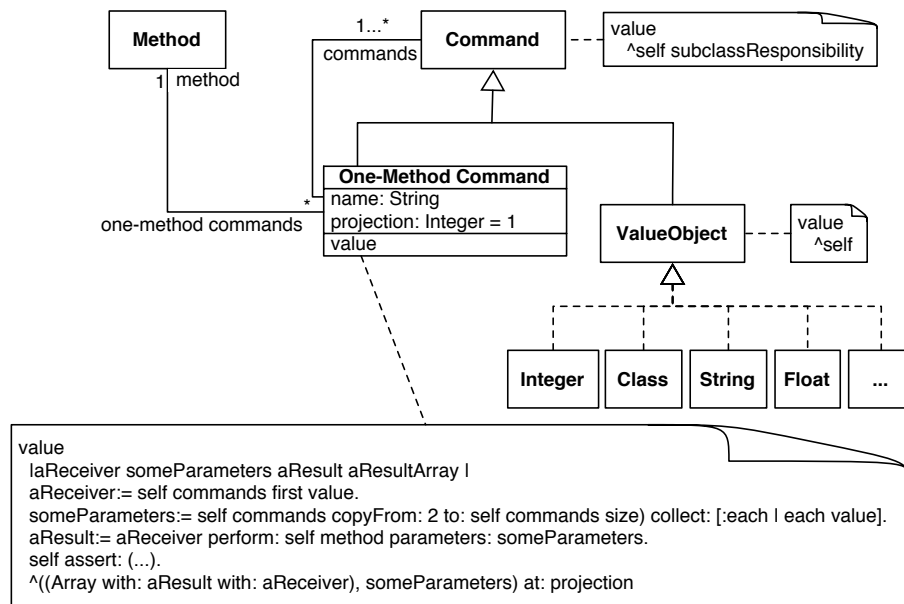 Method
1...*
commands
Command
value
^self subclassResponsibility
1
method
One-Method Command
name: String
projection: Integer = 1
value
*
one-method commands
ValueObject
value
^self
Integer
Class
String
Float
...
value
|aReceiver someParameters aResult aResultArray |
aReceiver:= self commands first value.
someParameters:= self commands copyFrom: 2 to: self commands size) collect: [:each | each value].
aResult:= aReceiver perform: self method parameters: someParameters.
self assert: (...).
^((Array with: aResult with: aReceiver), someParameters) at: projection